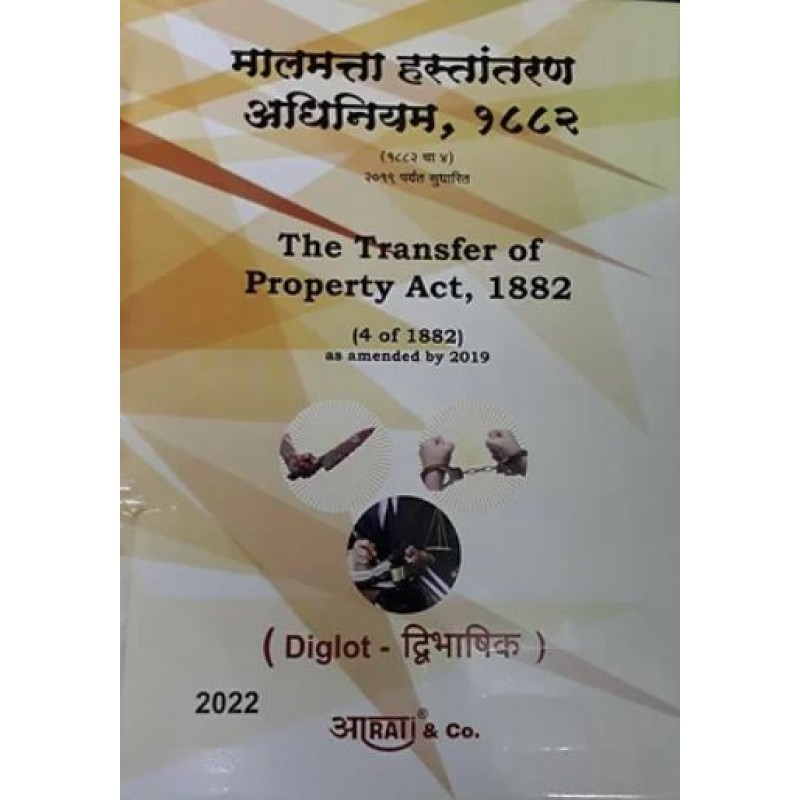 मालमत्ता हस्तांतरण
अधिनियम, १८८२
(१८८२ चा ४)
२०१९ पर्यंत सुधारित
The Transfer of
Property Act, 1882
(4 of 1882)
as amended by 2019
( Diglot - द्विभाषिक )
2022
आRATI® & Co.